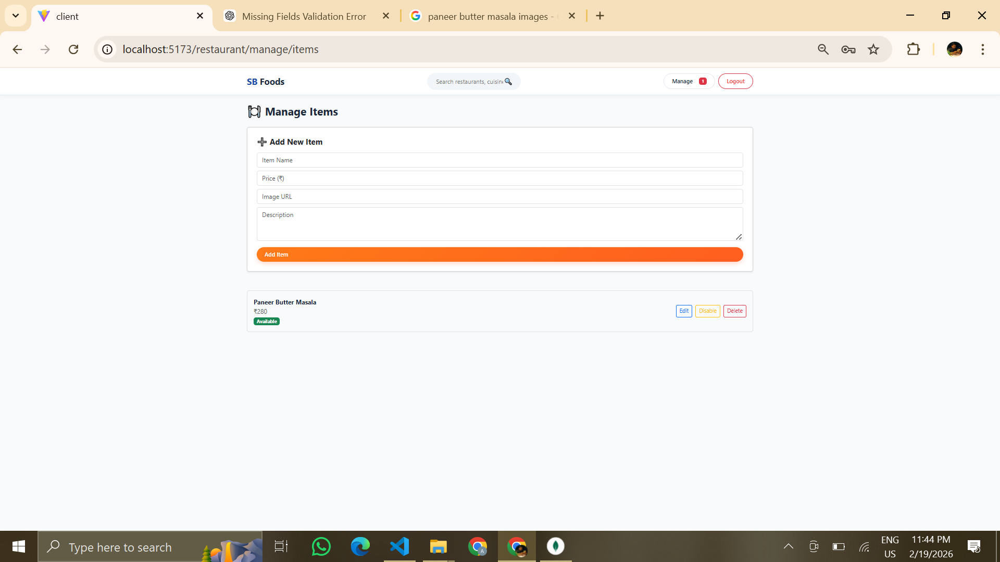 client
Missing Fields Validation Error
paneer butter masala images -
localhost:5173/restaurant/manage/items
SB Foods
Search restaurants, cuisin
Manage 1
Logout
Manage Items
Add New Item
Item Name
Price (₹)
Image URL
Description
Add Item
Paneer Butter Masala
₹280
Available
Edit
Disable
Delete
Type here to search
A
ENG
US
11:44 PM
2/19/2026